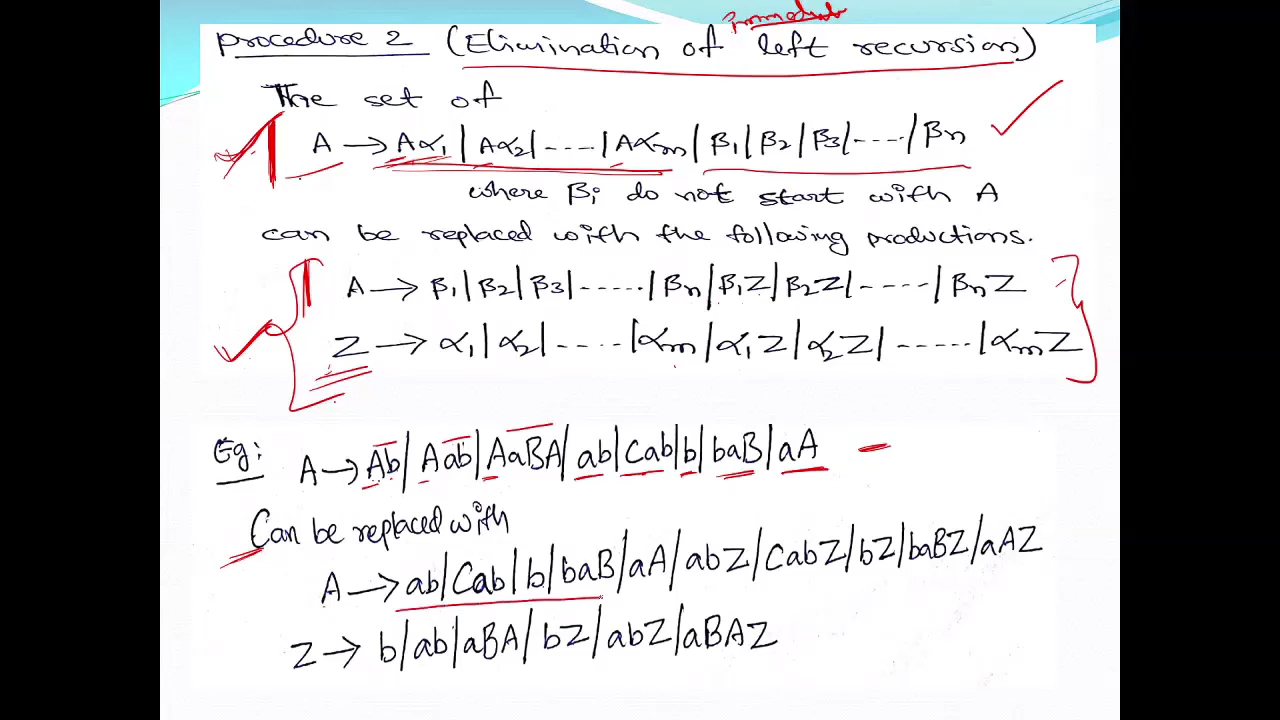 Immediate
Procedure 2 (Elimination of left recursion)
The set of
A → Aα₁ | Aα₂ | ---- | Aαₘ | β₁ | β₂ | β₃ | ----- | βₙ
where βᵢ do not start with A
can be replaced with the following productions.
A → β₁ | β₂ | β₃ | ------ | βₙ | β₁Z | β₂Z | ----- | βₙZ
Z → α₁ | α₂ | ----- | αₘ | α₁Z | α₂Z | ------ | αₘZ
Eg:
A → Ab | Aab | AaBA | ab | Cab | b | baB | aA
Can be replaced with
A → ab | Cab | b | baB | aA | abZ | CabZ | bZ | baBZ | aAZ
Z → b | ab | aBA | bZ | abZ | aBAZ